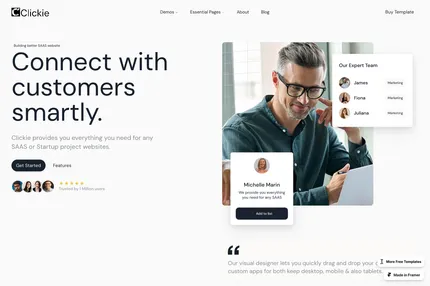 Clickie
Demos
Essential Pages
About
Blog
Buy Template
Building better SAAS website
Connect with
customers
smartly.
Clickie provides you everything you need for any
SAAS or Startup project websites.
Get Started
Features
Trusted by 1 Million users
Our Expert Team
James
Marketing
Fiona
Marketing
Juliana
Marketing
Michelle Marin
We provide you everything
you need for any SAAS
Add to list
Our visual designer lets you quickly drag and drop your
custom apps for both keep desktop, mobile & also tablets.
More Free Templates
Made in Framer